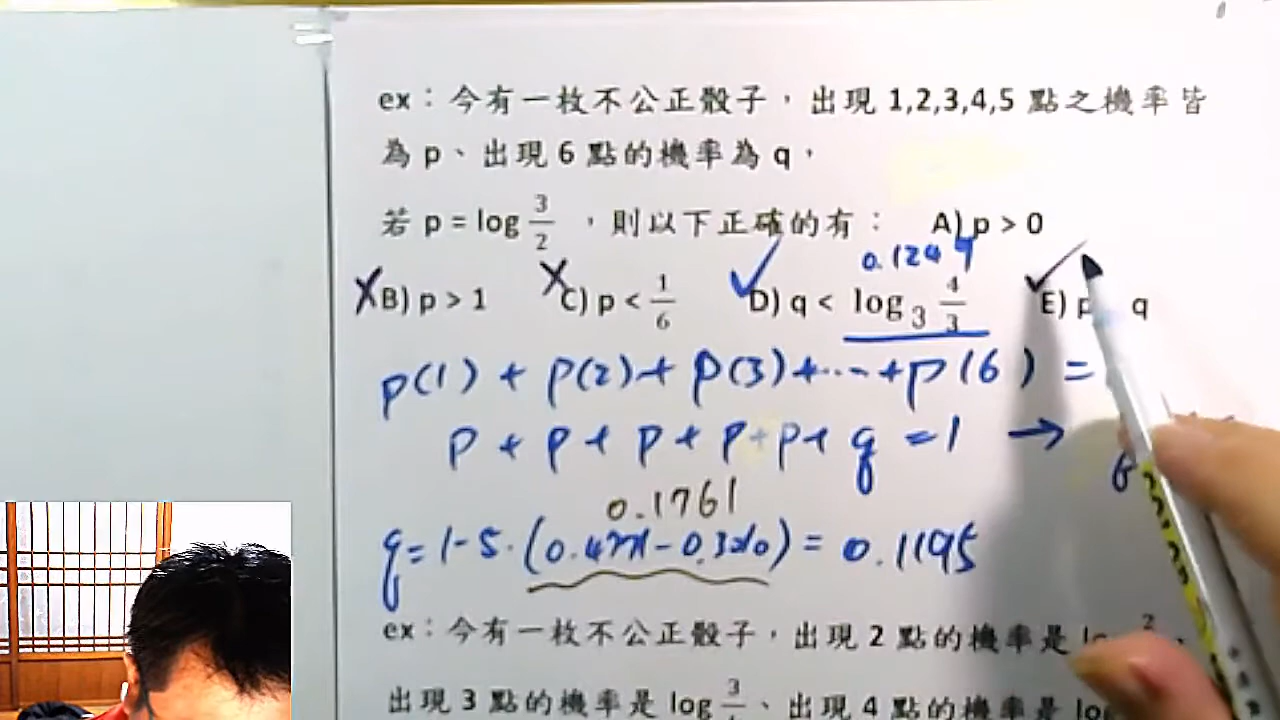 ex：今有一枚不公正骰子，出現 1,2,3,4,5 點之機率皆
為 p、出現 6 點的機率為 q，
若 p = log 3/2 ，則以下正確的有： A) p > 0
0.1249
B) p > 1 C) p < 1/6 D) q < log₃ 4/3 E) p q
p(1) + p(2) + p(3) + ... + p(6) =
p + p + p + p + p + q = 1 →
0.1761
q = 1 - 5 · (0.4771 - 0.3010) = 0.1195
ex：今有一枚不公正骰子，出現 2 點的機率是 2
出現 3 點的機率是 log 3/4、出現 4 點的機率是 log